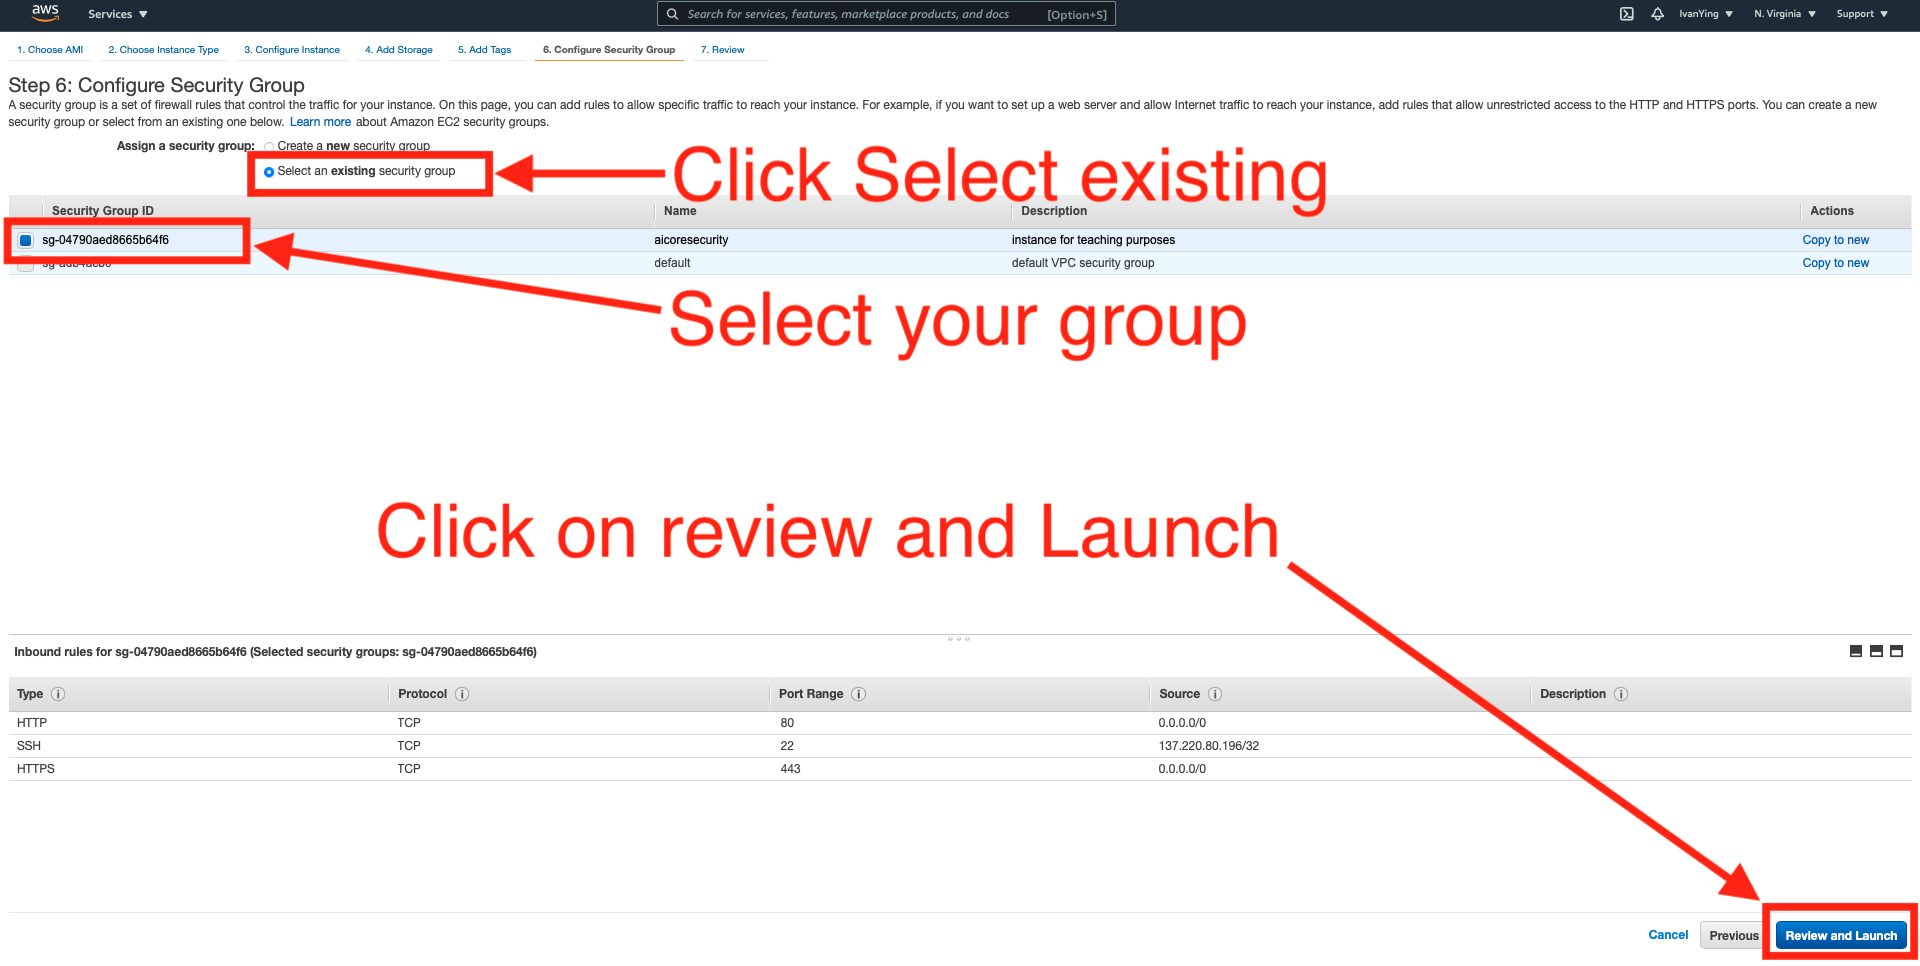 aws
Services
Search for services, features, marketplace products, and docs [Option+S]
IvanYing
N. Virginia
Support
1. Choose AMI
2. Choose Instance Type
3. Configure Instance
4. Add Storage
5. Add Tags
6. Configure Security Group
7. Review
Step 6: Configure Security Group
A security group is a set of firewall rules that control the traffic for your instance. On this page, you can add rules to allow specific traffic to reach your instance. For example, if you want to set up a web server and allow Internet traffic to reach your instance, add rules that allow unrestricted access to the HTTP and HTTPS ports. You can create a new
security group or select from an existing one below. Learn more about Amazon EC2 security groups.
Assign a security group: Create a new security group
Select an existing security group
Click Select existing
Security Group ID Name Description Actions
sg-04790aed8665b64f6 aicoresecurity instance for teaching purposes Copy to new
default default VPC security group Copy to new
Select your group
Click on review and Launch
Inbound rules for sg-04790aed8665b64f6 (Selected security groups: sg-04790aed8665b64f6)
Type Protocol Port Range Source Description
HTTP TCP 80 0.0.0.0/0
SSH TCP 22 137.220.80.196/32
HTTPS TCP 443 0.0.0.0/0
Cancel Previous Review and Launch